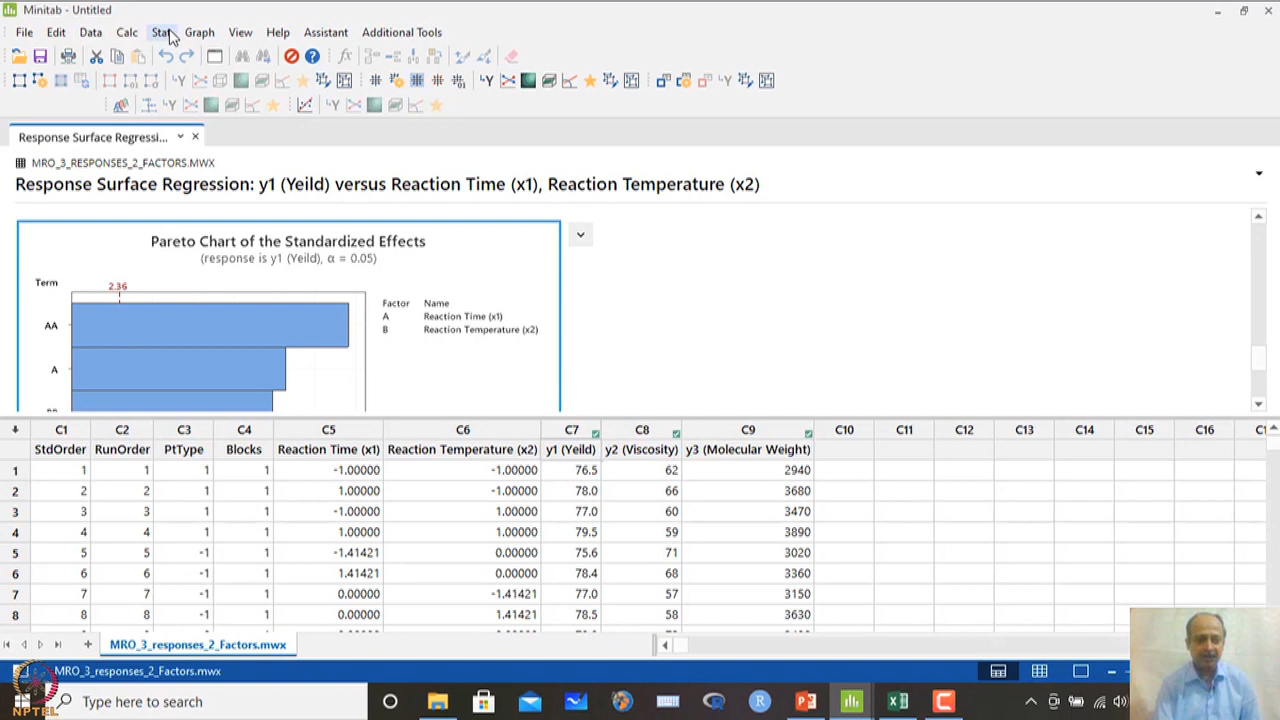 Minitab - Untitled
File Edit Data Calc Stat Graph View Help Assistant Additional Tools
Response Surface Regressi...
MRO_3_RESPONSES_2_FACTORS.MWX
Response Surface Regression: y1 (Yeild) versus Reaction Time (x1), Reaction Temperature (x2)
Pareto Chart of the Standardized Effects
(response is y1 (Yeild), α = 0.05)
Term
2.36
Factor Name
AA
A Reaction Time (x1)
B Reaction Temperature (x2)
A
C1 C2 C3 C4 C5 C6 C7 C8 C9 C10 C11 C12 C13 C14 C15 C16
StdOrder RunOrder PtType Blocks Reaction Time (x1) Reaction Temperature (x2) y1 (Yeild) y2 (Viscosity) y3 (Molecular Weight)
1 1 1 1 1 -1.00000 -1.00000 76.5 62 2940
2 2 2 1 1 1.00000 -1.00000 78.0 66 3680
3 3 3 1 1 -1.00000 1.00000 77.0 60 3470
4 4 4 1 1 1.00000 1.00000 79.5 59 3890
5 5 5 -1 1 -1.41421 0.00000 75.6 71 3020
6 6 6 -1 1 1.41421 0.00000 78.4 68 3360
7 7 7 -1 1 0.00000 -1.41421 77.0 57 3150
8 8 8 -1 1 0.00000 1.41421 78.5 58 3630
MRO_3_responses_2_Factors.mwx
MRO_3_responses_2_Factors.mwx
Type here to search
NPTEL